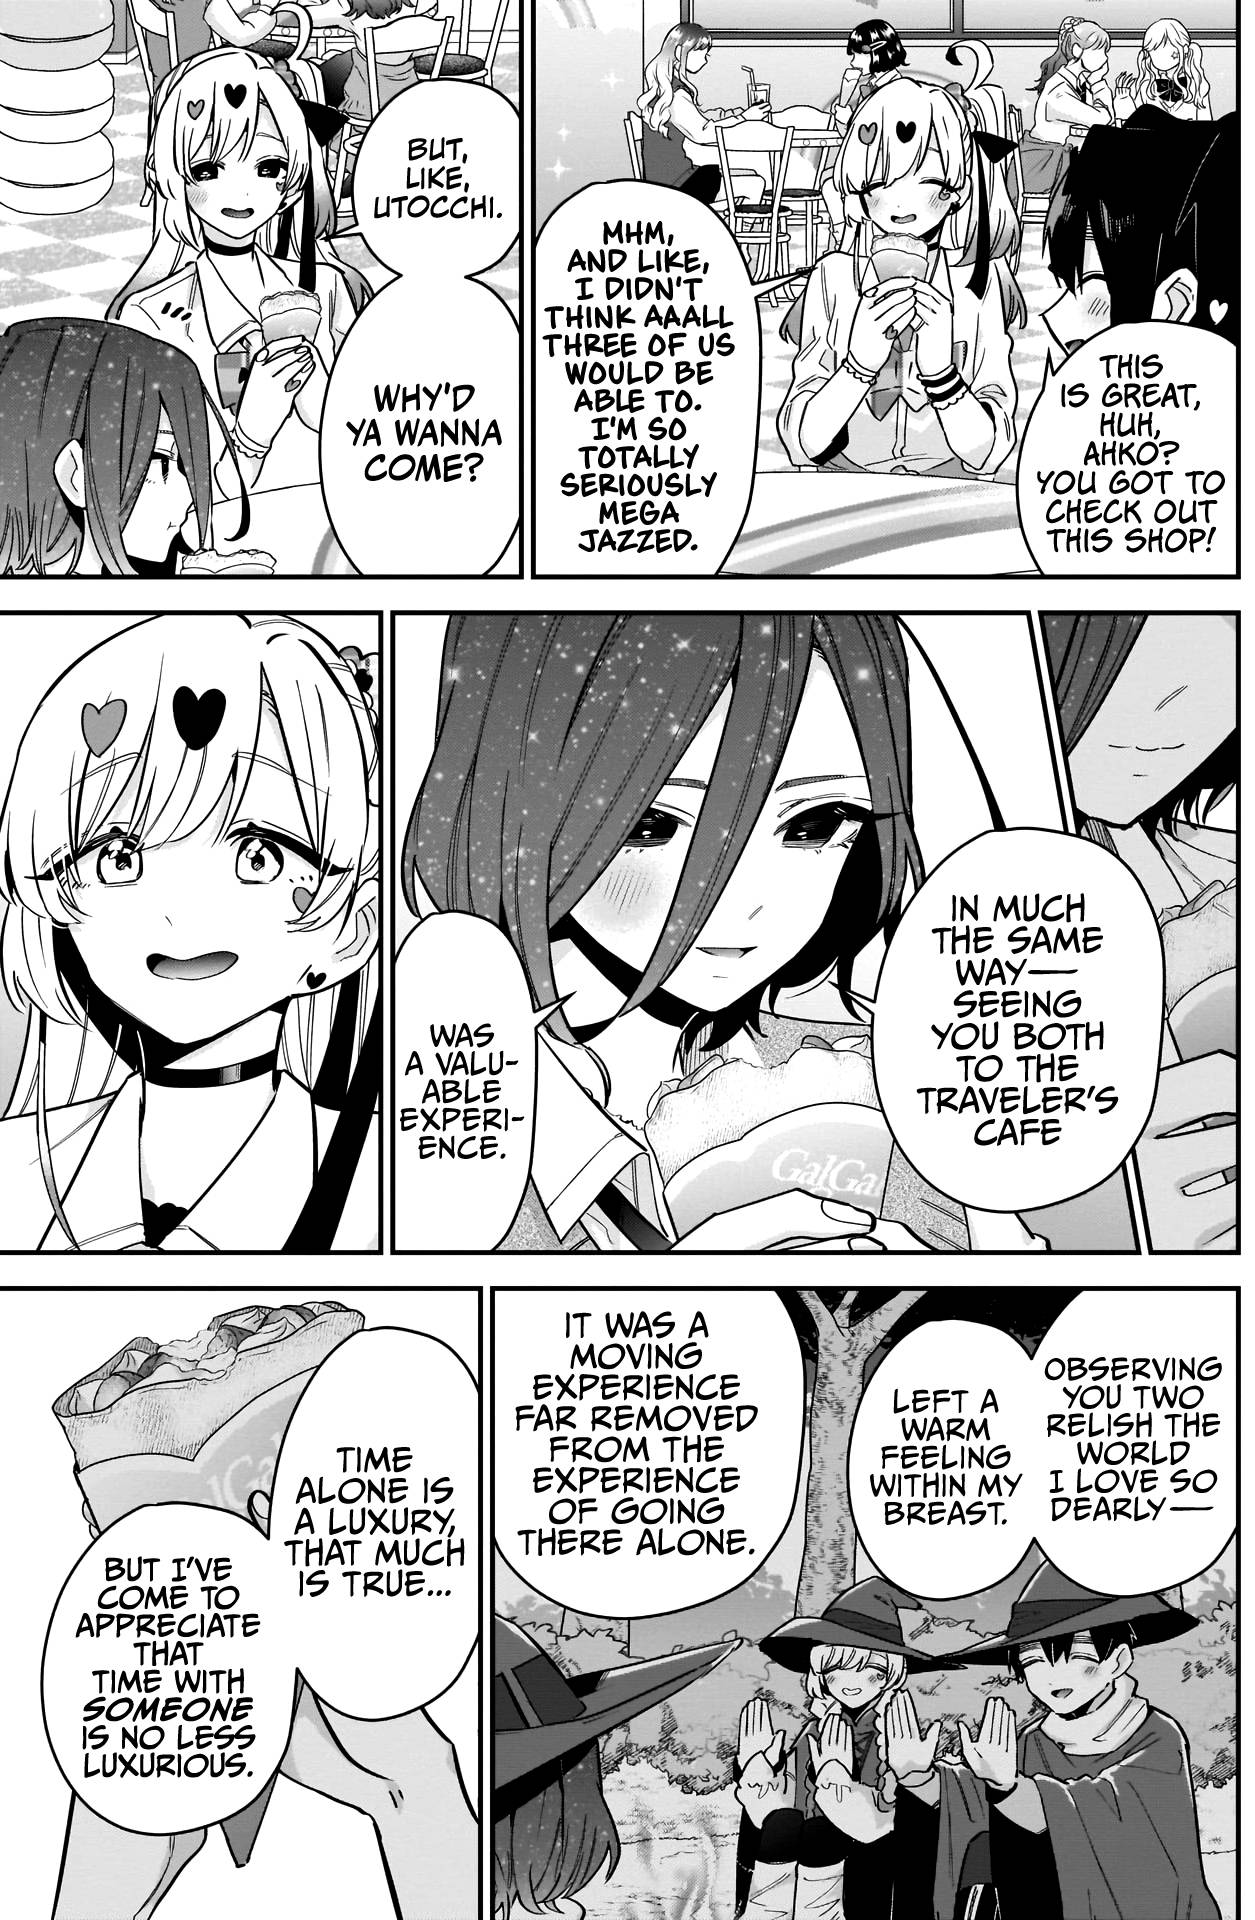 THIS
IS GREAT,
HUH,
AHKO?
YOU GOT TO
CHECK OUT
THIS SHOP!
MHM,
AND LIKE,
I DIDN'T
THINK AAALL
THREE OF US
WOULD BE
ABLE TO.
I'M SO
TOTALLY
SERIOUSLY
MEGA
JAZZED.
BUT,
LIKE,
UTOCCHI.
WHY'D
YA WANNA
COME?
IN MUCH
THE SAME
WAY—
SEEING
YOU BOTH
TO THE
TRAVELER'S
CAFE
WAS
A VALU-
ABLE
EXPERI-
ENCE.
GalGal
OBSERVING
YOU TWO
RELISH THE
WORLD
I LOVE SO
DEARLY—
LEFT A
WARM
FEELING
WITHIN MY
BREAST.
IT WAS A
MOVING
EXPERIENCE
FAR REMOVED
FROM THE
EXPERIENCE
OF GOING
THERE ALONE.
TIME
ALONE IS
A LUXURY,
THAT MUCH
IS TRUE...
BUT I'VE
COME TO
APPRECIATE
THAT
TIME WITH
SOMEONE
IS NO LESS
LUXURIOUS.